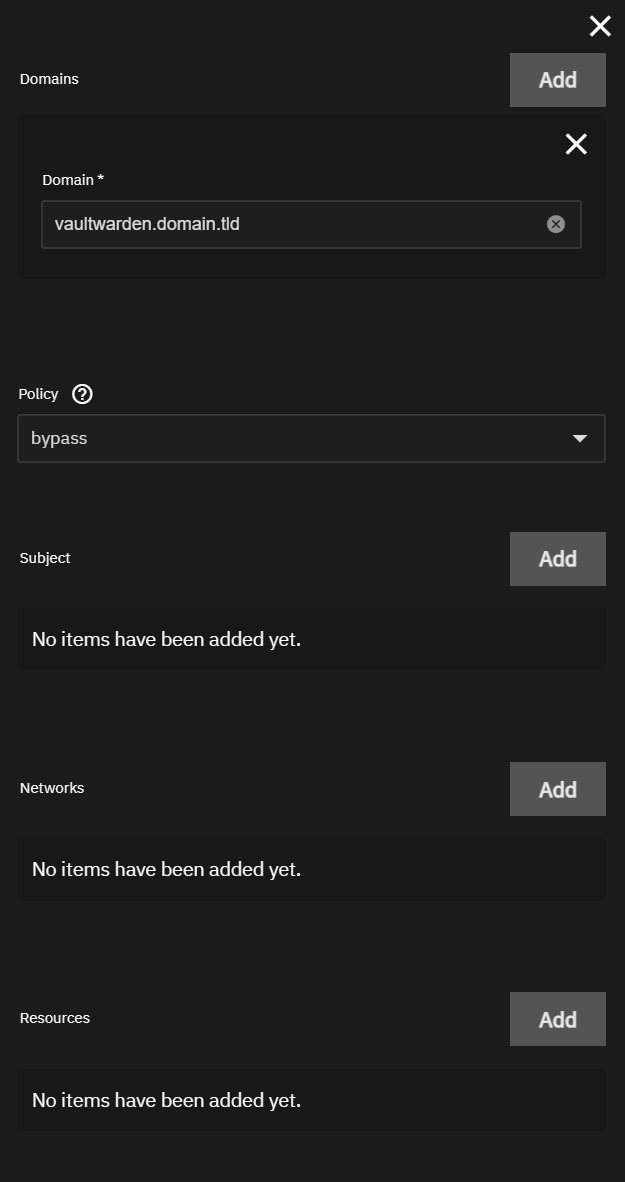 Domains
Add
Domain *
vaultwarden.domain.tld
Policy
bypass
Subject
Add
No items have been added yet.
Networks
Add
No items have been added yet.
Resources
Add
No items have been added yet.